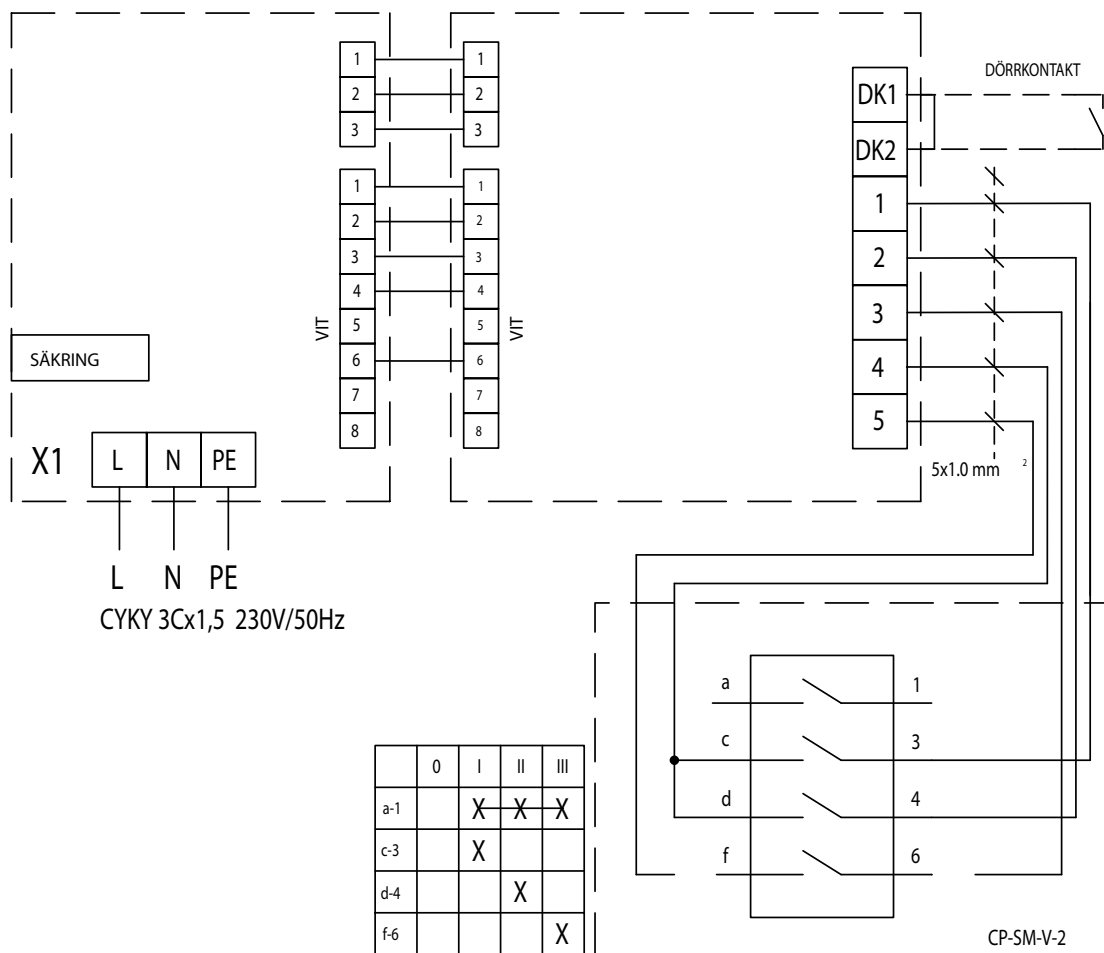 1 1
2 2
3 3
1 1
2 2
3 3
4 4
5 5
6 6
7 7
8 8
VIT
VIT
SÄKRING
X1
L N PE
L N PE
CYKY 3Cx1,5 230V/50Hz
DK1
DK2
1
2
3
4
5
DÖRRKONTAKT
5x1.0 mm ²
a 1
c 3
d 4
f 6
CP-SM-V-2
0 I II III
a-1 X X X
c-3 X
d-4 X
f-6 X